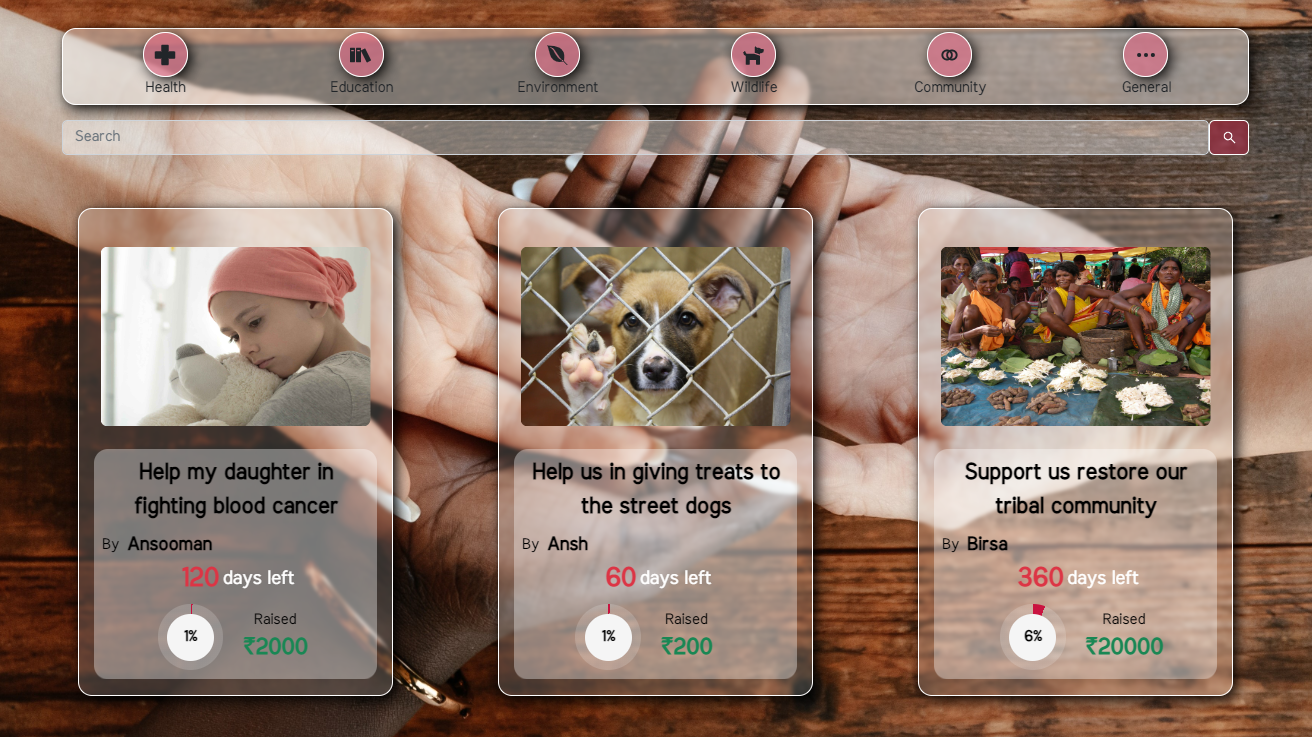 Health
Education
Environment
Wildlife
Community
General
Search
Help my daughter in
fighting blood cancer
By Ansooman
120 days left
1%
Raised
₹2000
Help us in giving treats to
the street dogs
By Ansh
60 days left
1%
Raised
₹200
Support us restore our
tribal community
By Birsa
360 days left
6%
Raised
₹20000